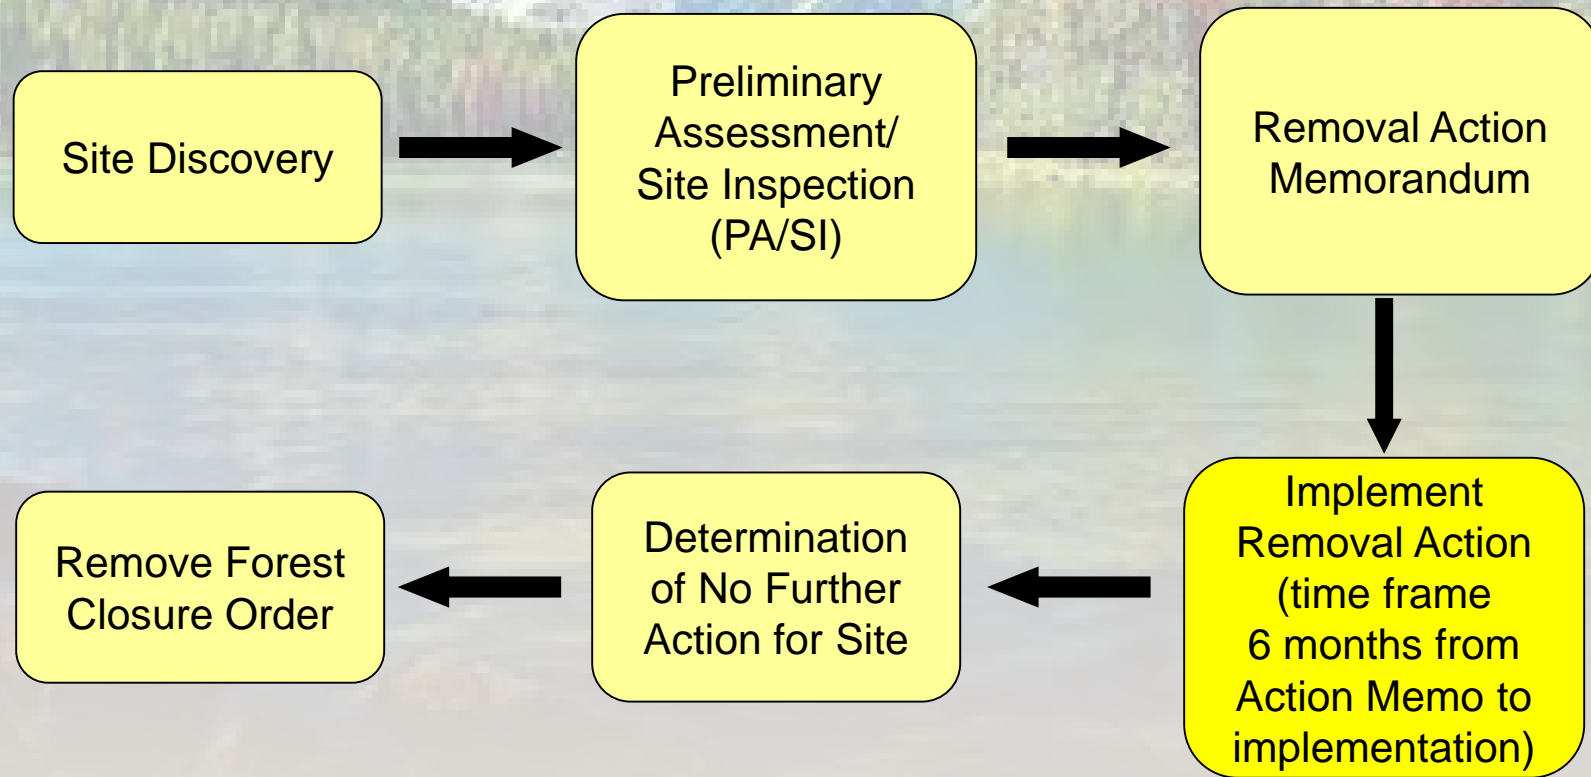 Site Discovery
Preliminary
Assessment/
Site Inspection
(PA/SI)
Removal Action
Memorandum
Implement
Removal Action
(time frame
6 months from
Action Memo to
implementation)
Determination
of No Further
Action for Site
Remove Forest
Closure Order